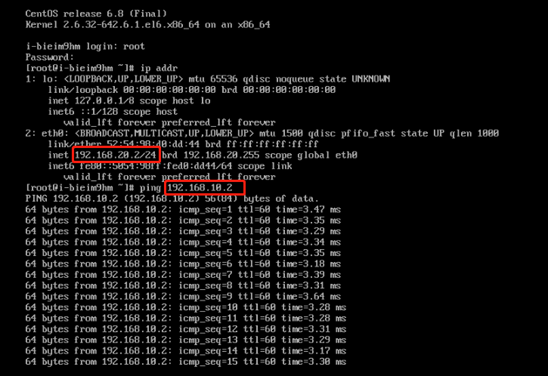 CentOS release 6.8 (Final)
Kernel 2.6.32-642.6.1.el6.x86_64 on an x86_64
i-bieim9hm login: root
Password:
[root@i-bieim9hm ~]# ip addr
1: lo: <LOOPBACK,UP,LOWER_UP> mtu 65536 qdisc noqueue state UNKNOWN
link/loopback 00:00:00:00:00:00 brd 00:00:00:00:00:00
inet 127.0.0.1/8 scope host lo
inet6 ::1/128 scope host
valid_lft forever preferred_lft forever
2: eth0: <BROADCAST,MULTICAST,UP,LOWER_UP> mtu 1500 qdisc pfifo_fast state UP qlen 1000
link/ether 52:54:98:d0:dd:44 brd ff:ff:ff:ff:ff:ff
inet 192.168.20.2/24 brd 192.168.20.255 scope global eth0
inet6 fe80::5054:98ff:fed0:dd44/64 scope link
valid_lft forever preferred_lft forever
[root@i-bieim9hm ~]# ping 192.168.10.2
PING 192.168.10.2 (192.168.10.2) 56(84) bytes of data.
64 bytes from 192.168.10.2: icmp_seq=1 ttl=60 time=3.47 ms
64 bytes from 192.168.10.2: icmp_seq=2 ttl=60 time=3.35 ms
64 bytes from 192.168.10.2: icmp_seq=3 ttl=60 time=3.29 ms
64 bytes from 192.168.10.2: icmp_seq=4 ttl=60 time=3.34 ms
64 bytes from 192.168.10.2: icmp_seq=5 ttl=60 time=3.35 ms
64 bytes from 192.168.10.2: icmp_seq=6 ttl=60 time=3.18 ms
64 bytes from 192.168.10.2: icmp_seq=7 ttl=60 time=3.39 ms
64 bytes from 192.168.10.2: icmp_seq=8 ttl=60 time=3.31 ms
64 bytes from 192.168.10.2: icmp_seq=9 ttl=60 time=3.64 ms
64 bytes from 192.168.10.2: icmp_seq=10 ttl=60 time=3.28 ms
64 bytes from 192.168.10.2: icmp_seq=11 ttl=60 time=3.28 ms
64 bytes from 192.168.10.2: icmp_seq=12 ttl=60 time=3.31 ms
64 bytes from 192.168.10.2: icmp_seq=13 ttl=60 time=3.29 ms
64 bytes from 192.168.10.2: icmp_seq=14 ttl=60 time=3.17 ms
64 bytes from 192.168.10.2: icmp_seq=15 ttl=60 time=3.30 ms